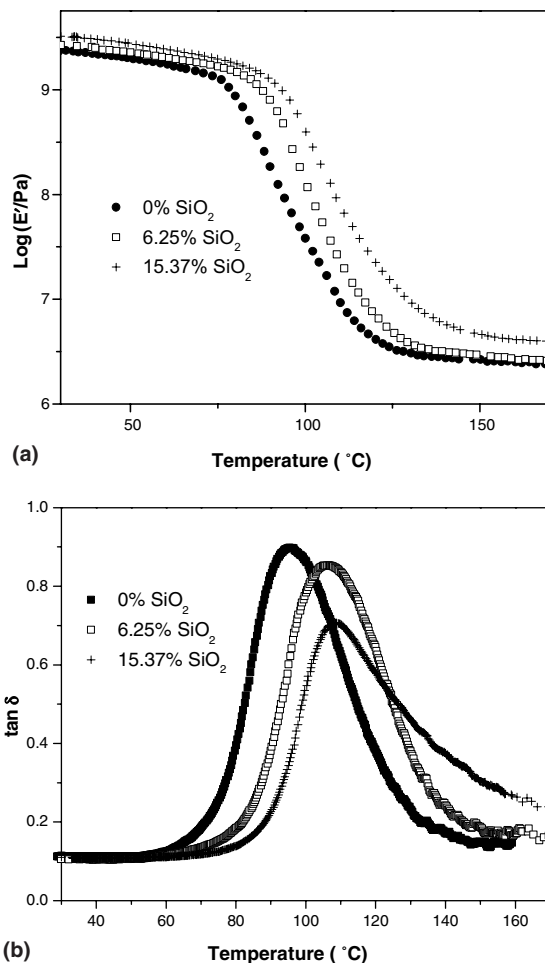 9
8
7
6
Log (E'/Pa)
0% SiO₂
6.25% SiO₂
15.37% SiO₂
50
100
150
Temperature ( °C)
(a)
1.0
0.8
0.6
0.4
0.2
0.0
tan δ
0% SiO₂
6.25% SiO₂
15.37% SiO₂
40
60
80
100
120
140
160
Temperature ( °C)
(b)